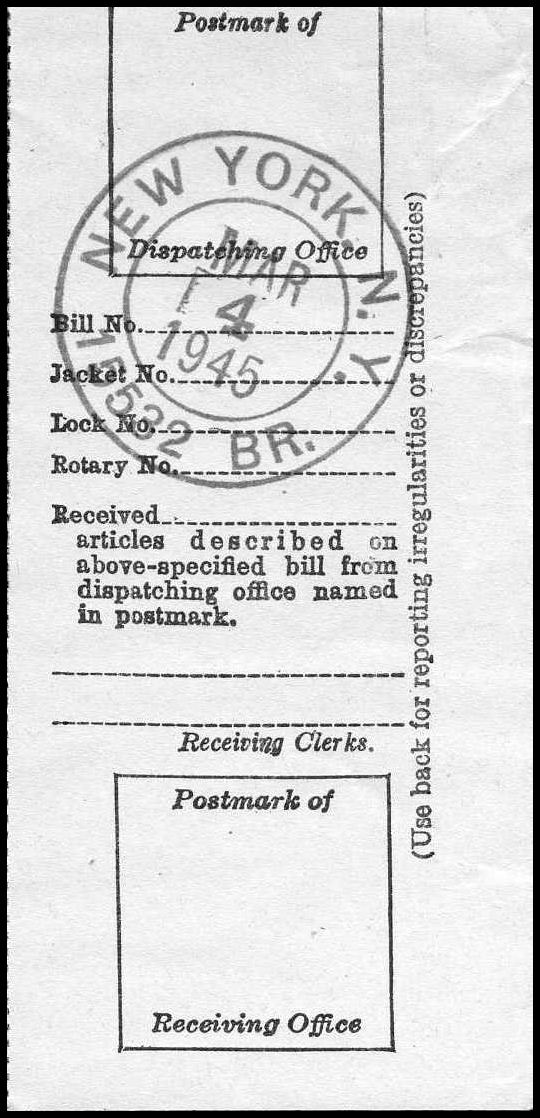 Postmark of
NEW YORK, N. Y.
Dispatching Office
MAR
4
1945
15532 BR.
Bill No.
Jacket No.
Lock No.
Rotary No.
Received
articles described on
above-specified bill from
dispatching office named
in postmark.
Receiving Clerks.
(Use back for reporting irregularities or discrepancies)
Postmark of
Receiving Office